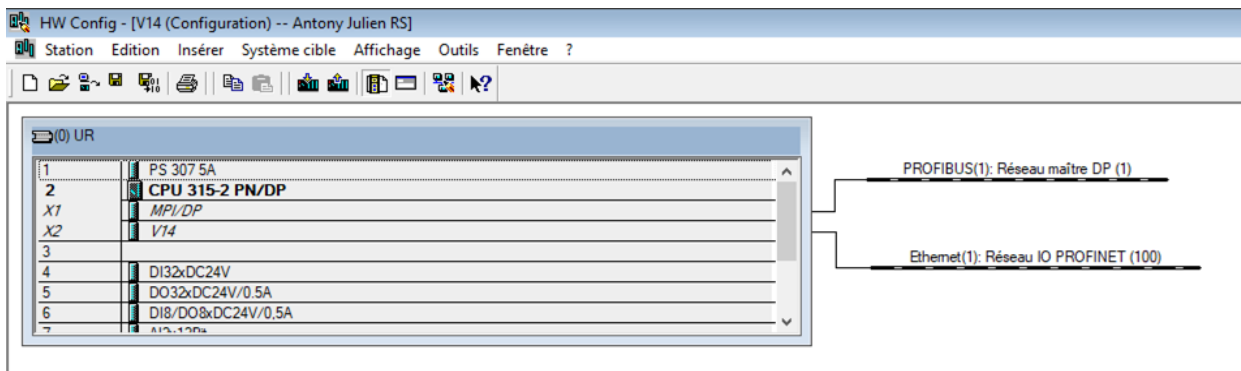 HW Config - [V14 (Configuration) -- Antony Julien RS]
Station Edition Insérer Système cible Affichage Outils Fenêtre ?
(0) UR
1 PS 307 5A
2 CPU 315-2 PN/DP
X1 MPI/DP
X2 V14
3
4 DI32xDC24V
5 DO32xDC24V/0.5A
6 DI8/DO8xDC24V/0,5A
7
PROFIBUS(1): Réseau maître DP (1)
Ethernet(1): Réseau IO PROFINET (100)